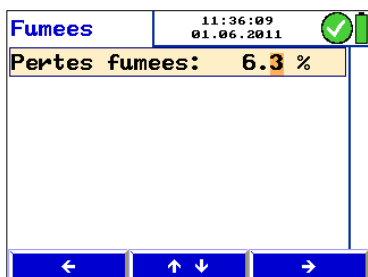 Fumees
11:36:09
01.06.2011
Pertes fumees: 6.3 %
← ↑ ↓ →